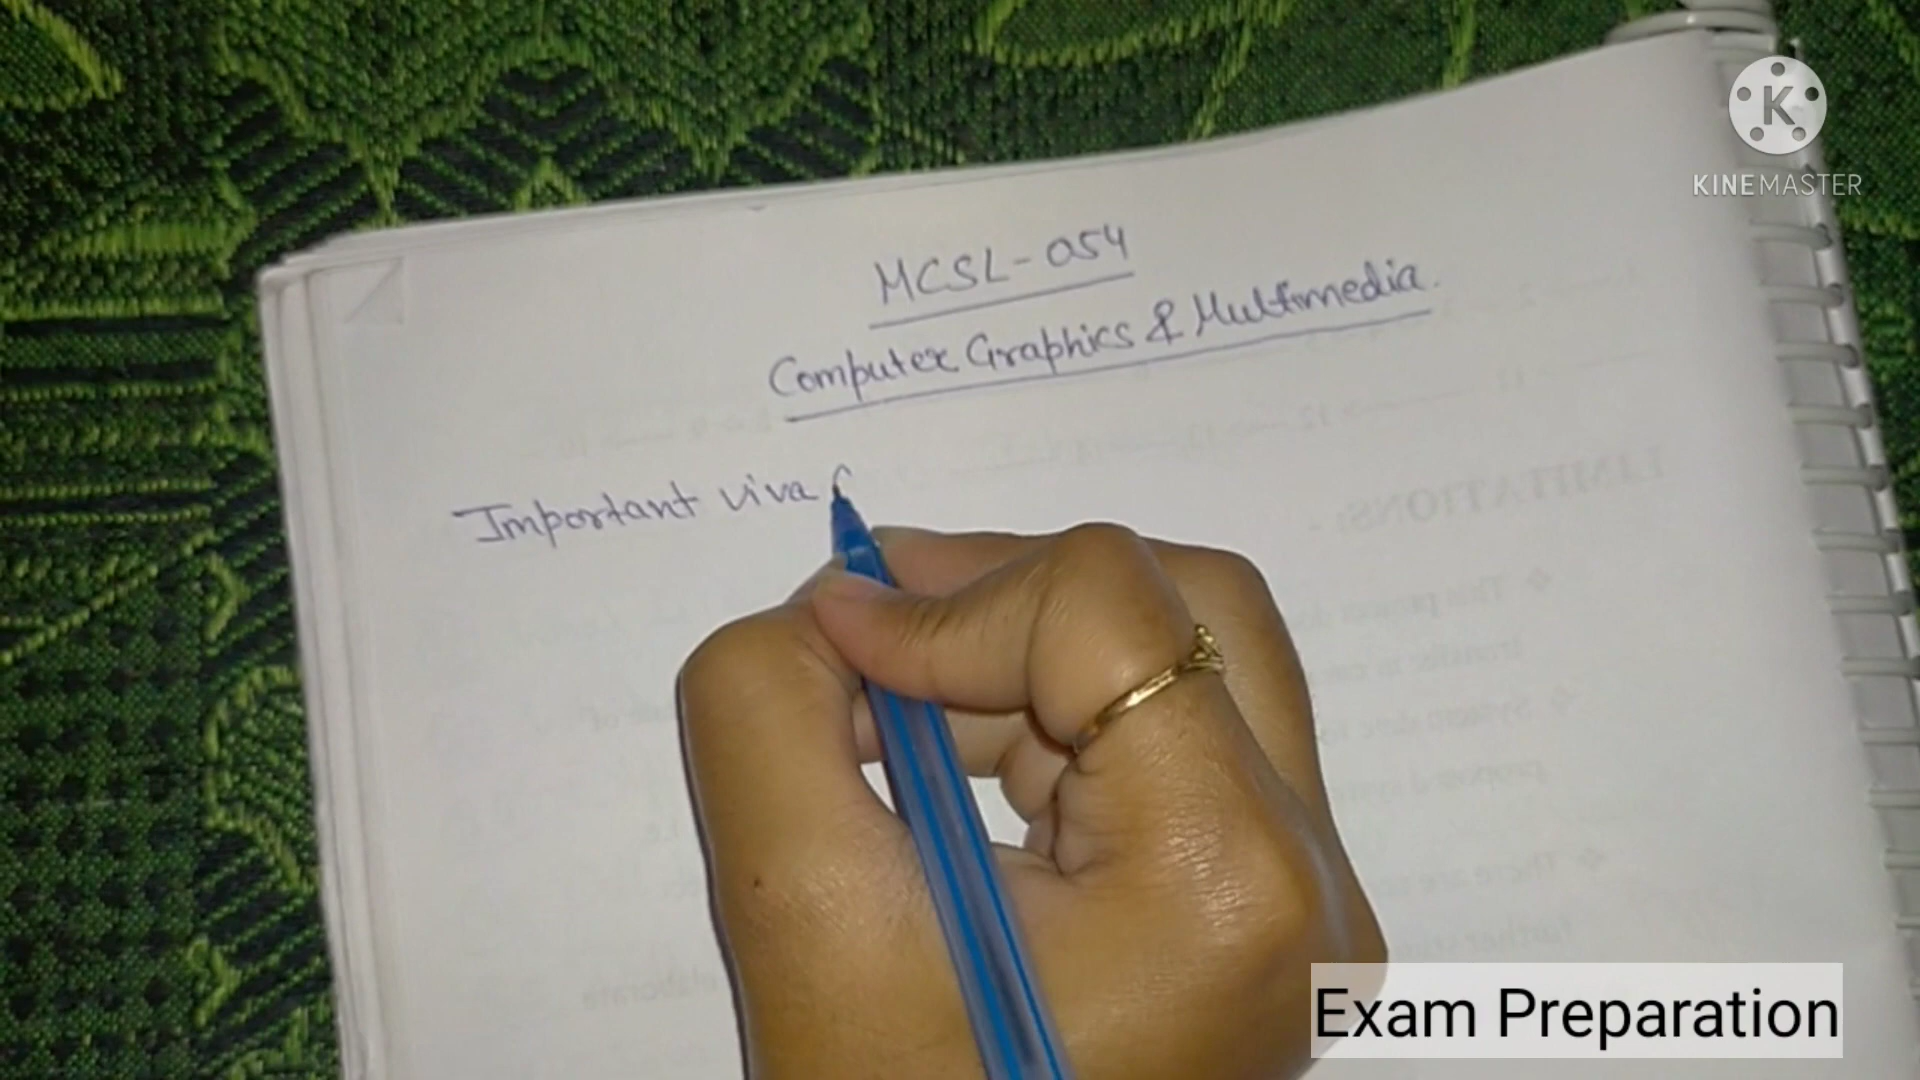 KINEMASTER
MCSL-054
Computer Graphics & Multimedia.
Important viva
LIMITATIONS:-
Exam Preparation